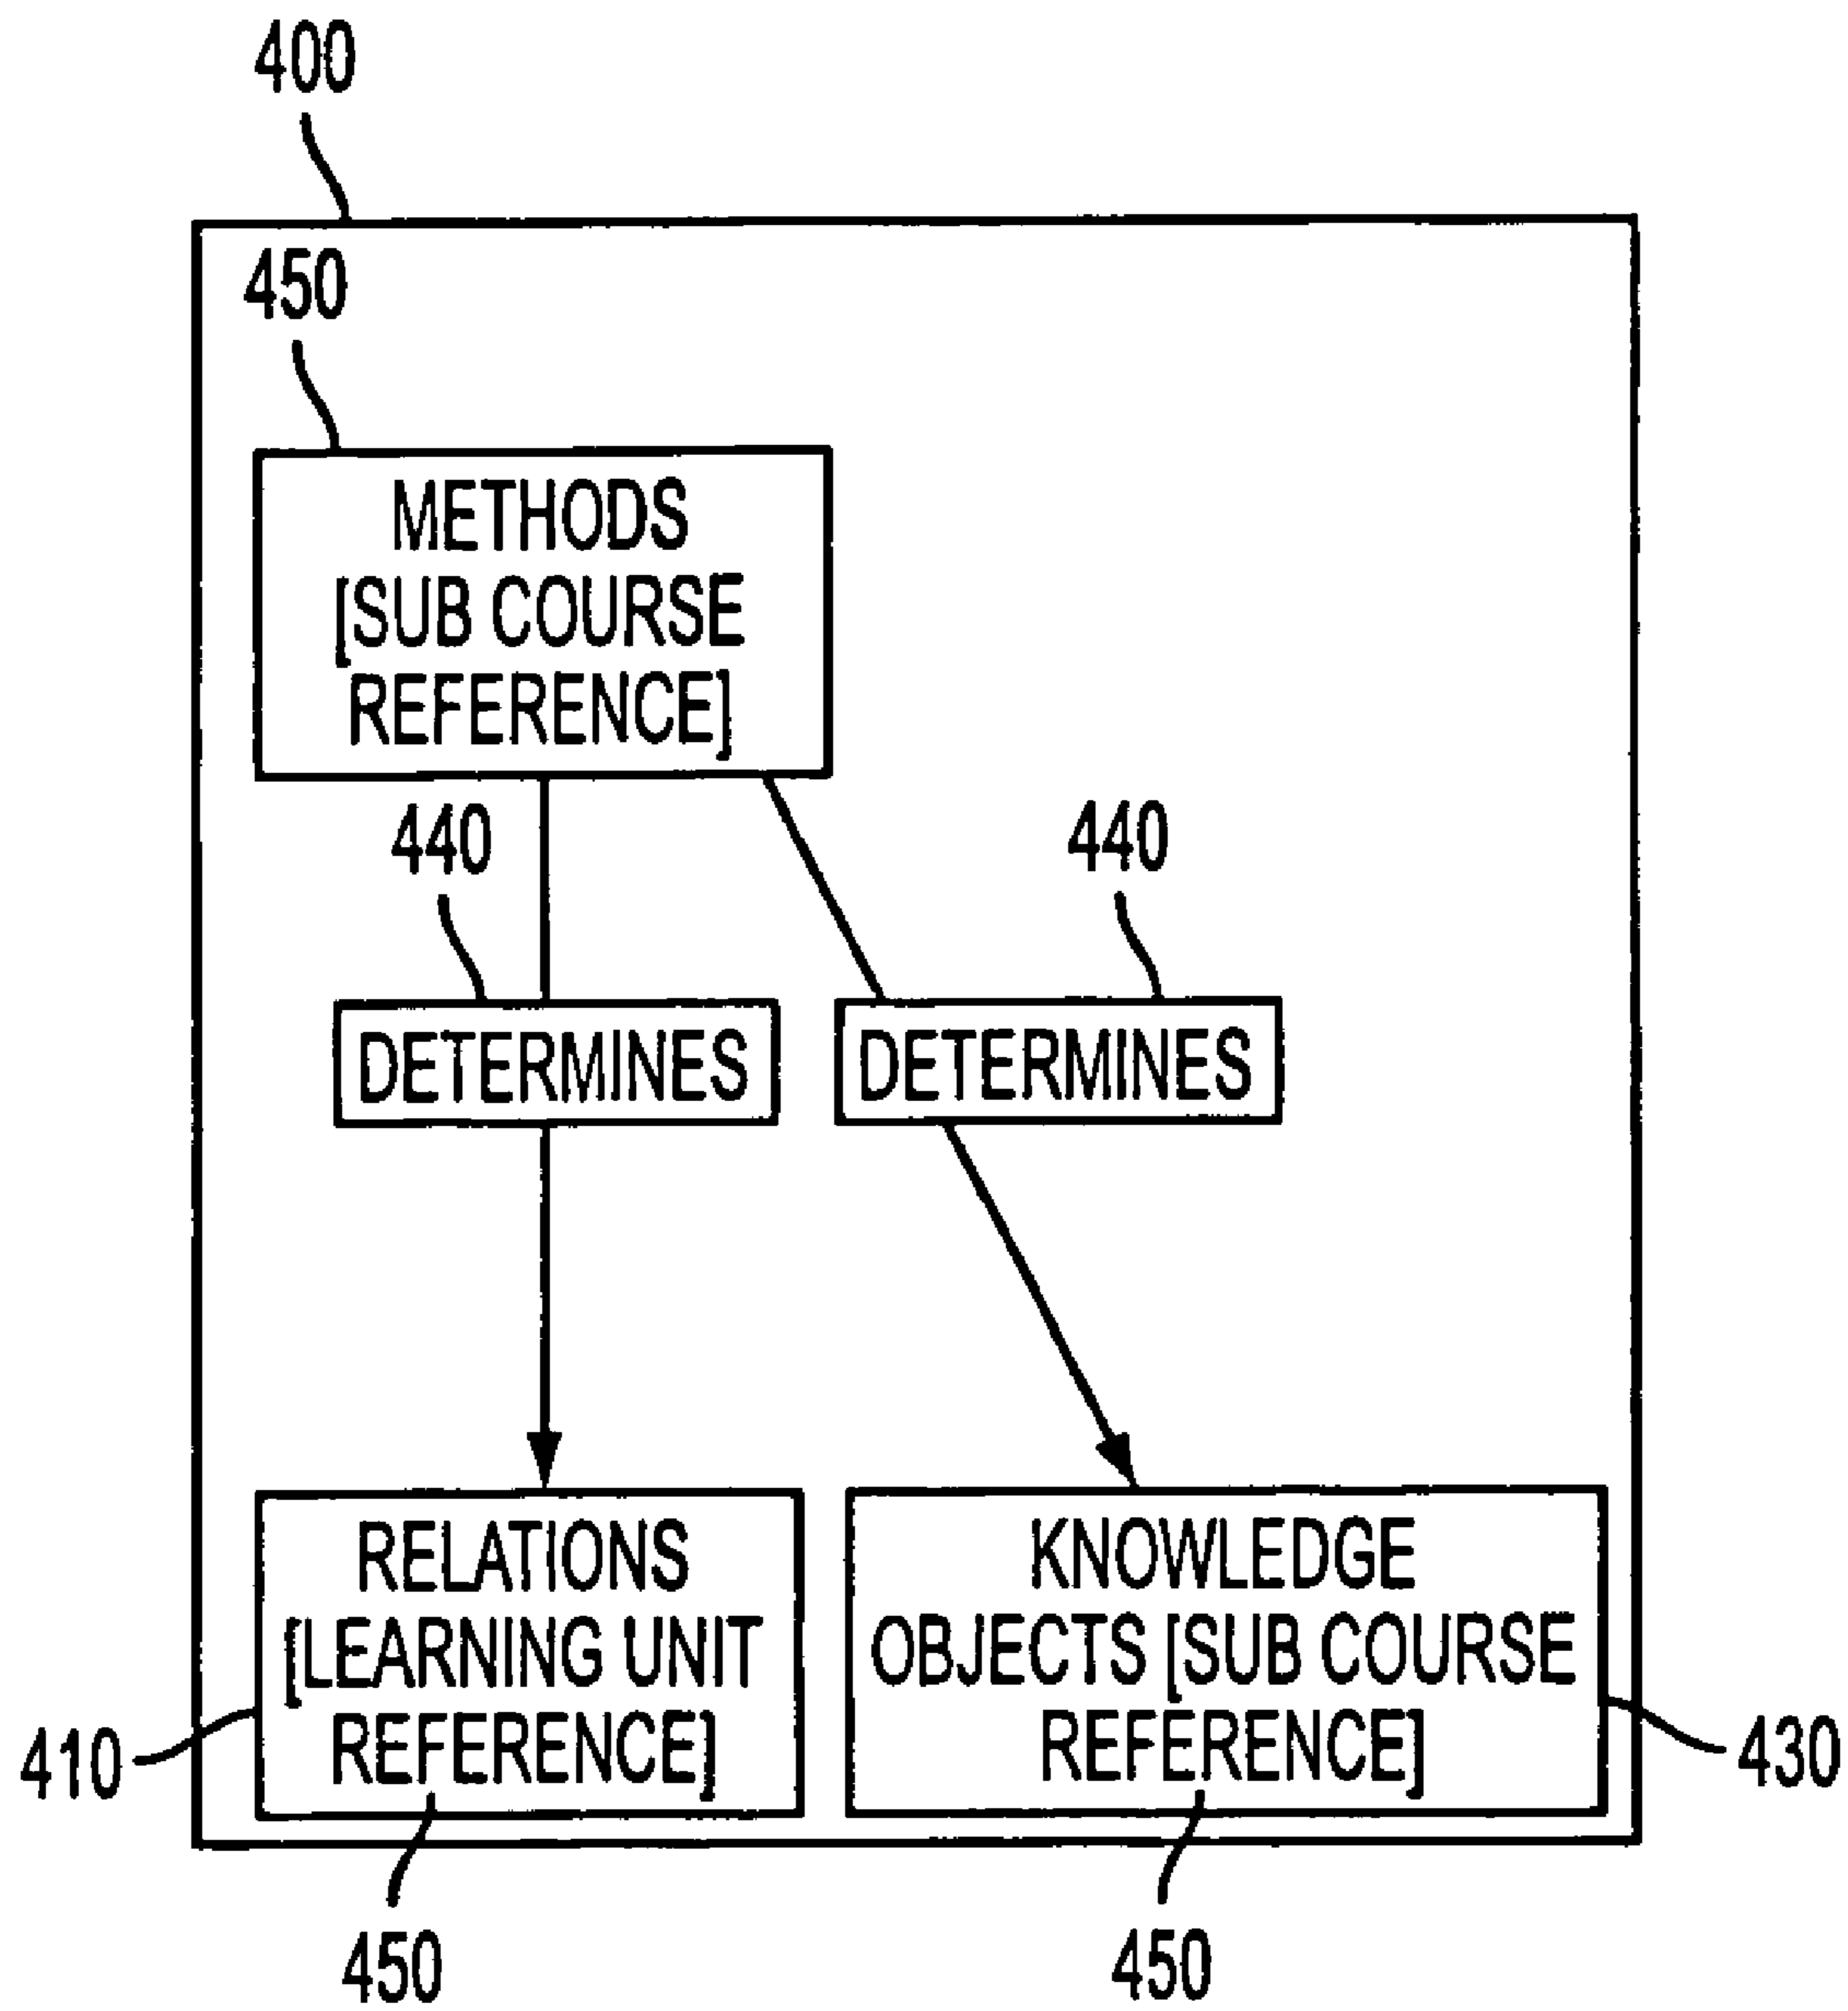 400
450
METHODS
[SUB COURSE
REFERENCE]
440
440
DETERMINES
DETERMINES
RELATIONS
[LEARNING UNIT
REFERENCE]
KNOWLEDGE
OBJECTS [SUB COURSE
REFERENCE]
410
430
450
450